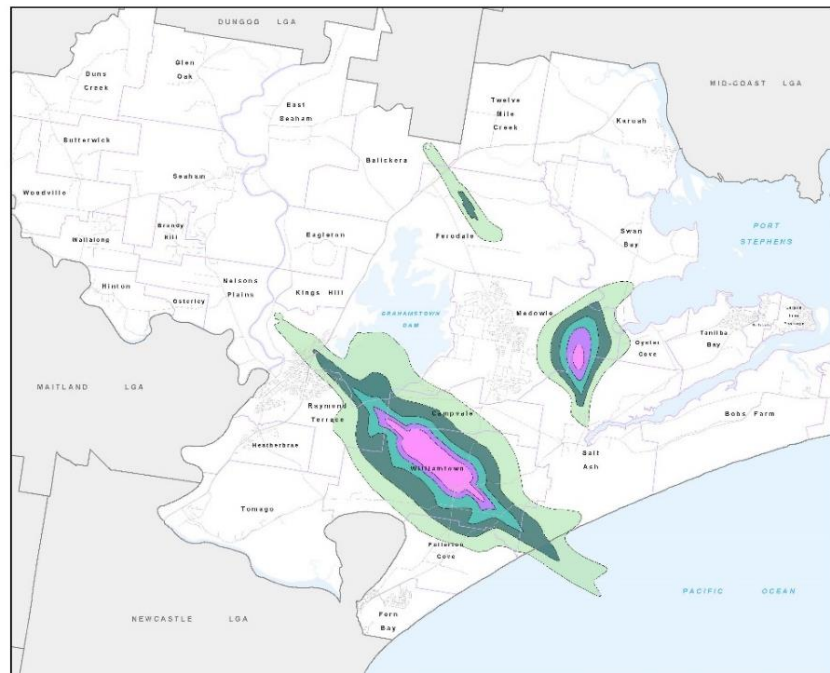 DUNGOG LGA
Glen
Oak
Duns
Creek
MID-COAST LGA
East
Seaham
Twelve
Mile
Creek
Karuah
Butterwick
Balickera
Seaham
Woodville
Brandy
Hill
Wallalong
Eagleton
Ferodale
Swan
Bay
PORT
STEPHENS
Nelsons
Plains
Hinton
Osterley
Kings Hill
GRAHAMSTOWN
DAM
Medowie
Oyster
Cove
Tanilba
Bay
MAITLAND LGA
Raymond
Terrace
Campvale
Bobs Farm
Heatherbrae
Williamtown
Salt
Ash
Tomago
Fullerton
Cove
PACIFIC OCEAN
NEWCASTLE LGA
Fern
Bay